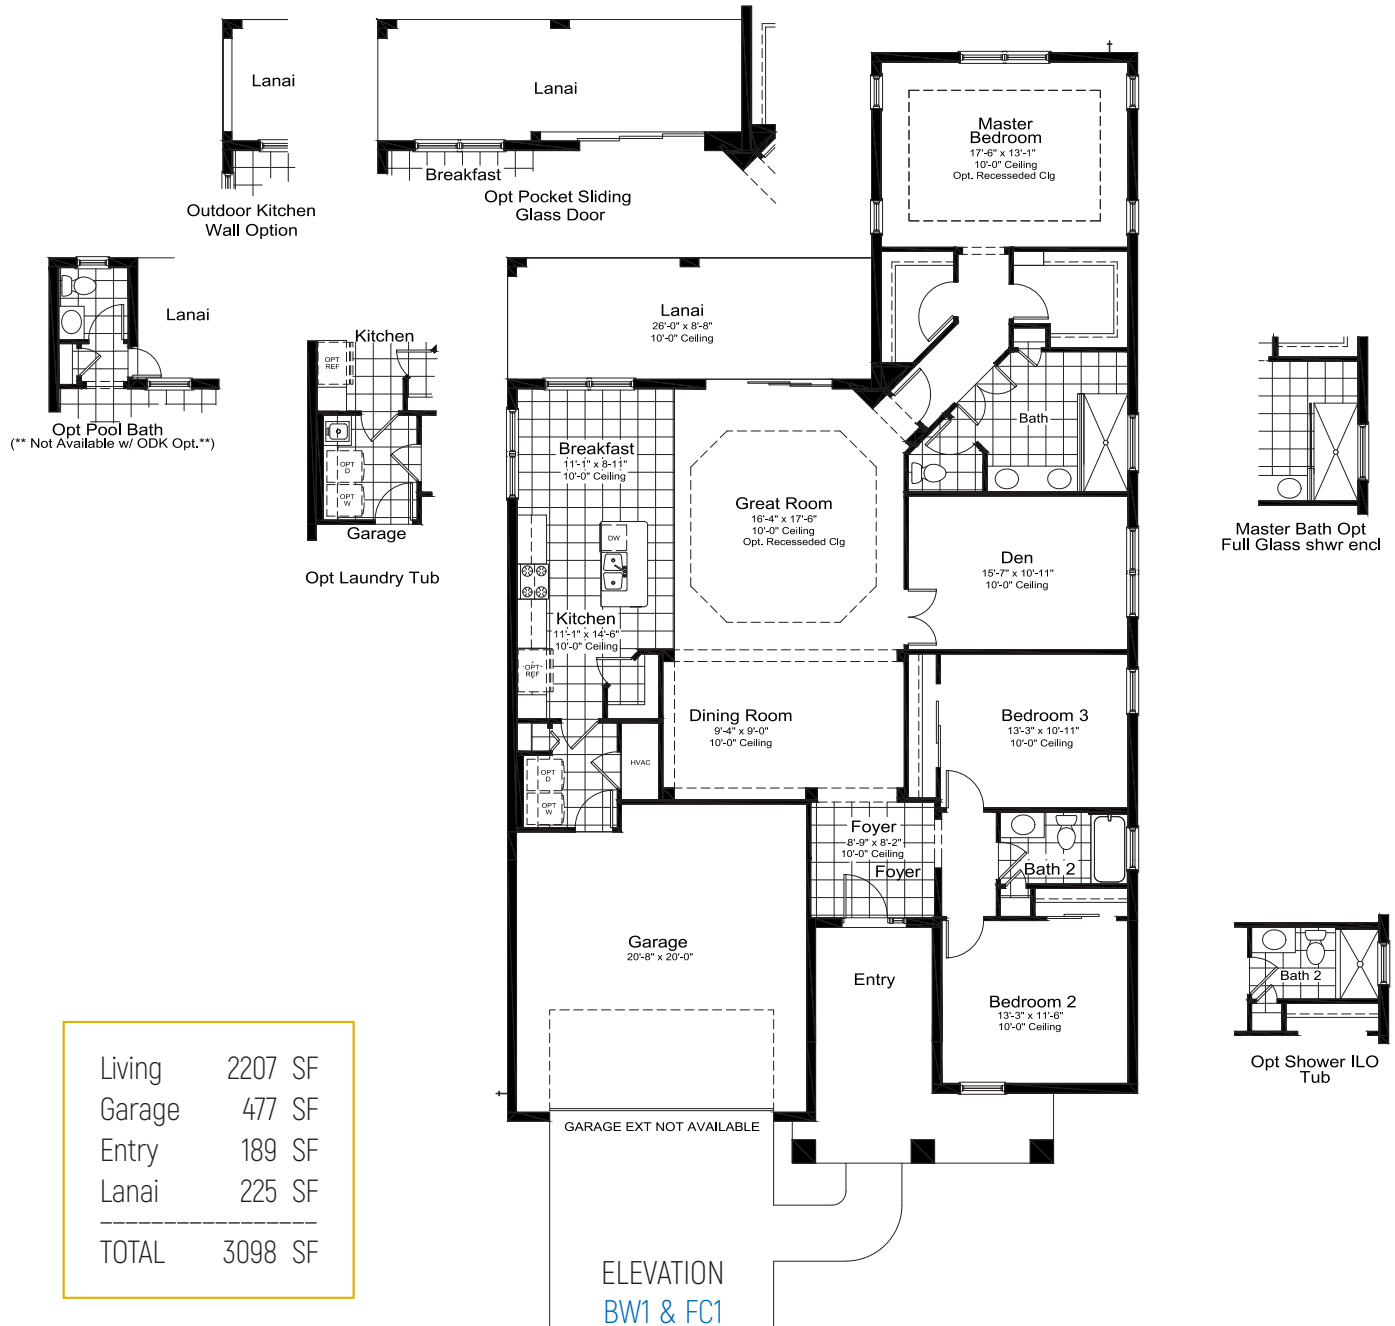 Lanai
Outdoor Kitchen
Wall Option
Lanai
Breakfast
Opt Pocket Sliding
Glass Door
Master
Bedroom
17'-6" x 13'-1"
10'-0" Ceiling
Opt. Recesseded Clg
Lanai
Opt Pool Bath
(** Not Available w/ ODK Opt.**)
Kitchen
OPT
REF
OPT
D
OPT
W
Garage
Opt Laundry Tub
Lanai
26'-0" x 8'-8"
10'-0" Ceiling
Bath
Master Bath Opt
Full Glass shwr encl
Breakfast
11'-1" x 8-11"
10'-0" Ceiling
Great Room
16'-4" x 17'-6"
10'-0" Ceiling
Opt. Recesseded Clg
DW
Den
15'-7" x 10'-11"
10'-0" Ceiling
Kitchen
11'-1" x 14'-6"
10'-0" Ceiling
OPT
REF
Dining Room
9'-4" x 9'-0"
10'-0" Ceiling
Bedroom 3
13'-3" x 10'-11"
10'-0" Ceiling
HVAC
OPT
D
OPT
W
Foyer
8'-9" x 8'-2"
10'-0" Ceiling
Foyer
Bath 2
Garage
20'-8" x 20'-0"
Entry
Bedroom 2
13'-3" x 11'-6"
10'-0" Ceiling
Bath 2
Opt Shower ILO
Tub
GARAGE EXT NOT AVAILABLE
Living 2207 SF
Garage 477 SF
Entry 189 SF
Lanai 225 SF
TOTAL 3098 SF
ELEVATION
BW1 & FC1